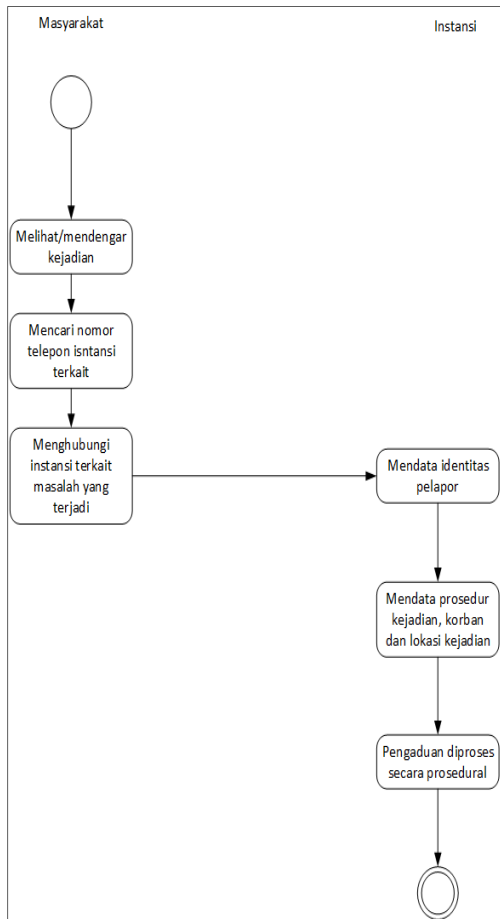 Masyarakat
Instansi
Melihat/mendengar
kejadian
Mencari nomor
telepon isntansi
terkait
Menghubungi
instansi terkait
masalah yang
terjadi
Mendata identitas
pelapor
Mendata prosedur
kejadian, korban
dan lokasi kejadian
Pengaduan diproses
secara prosedural